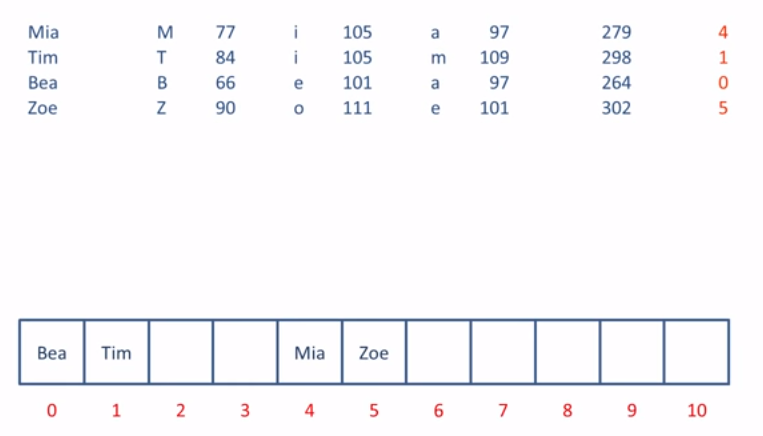 Mia M 77 i 105 a 97 279 4
Tim T 84 i 105 m 109 298 1
Bea B 66 e 101 a 97 264 0
Zoe Z 90 o 111 e 101 302 5
Bea Tim Mia Zoe
0 1 2 3 4 5 6 7 8 9 10